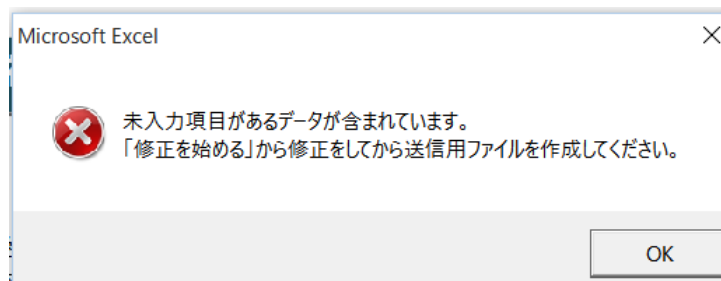 Microsoft Excel
未入力項目があるデータが含まれています。
「修正を始める」から修正をしてから送信用ファイルを作成してください。
OK